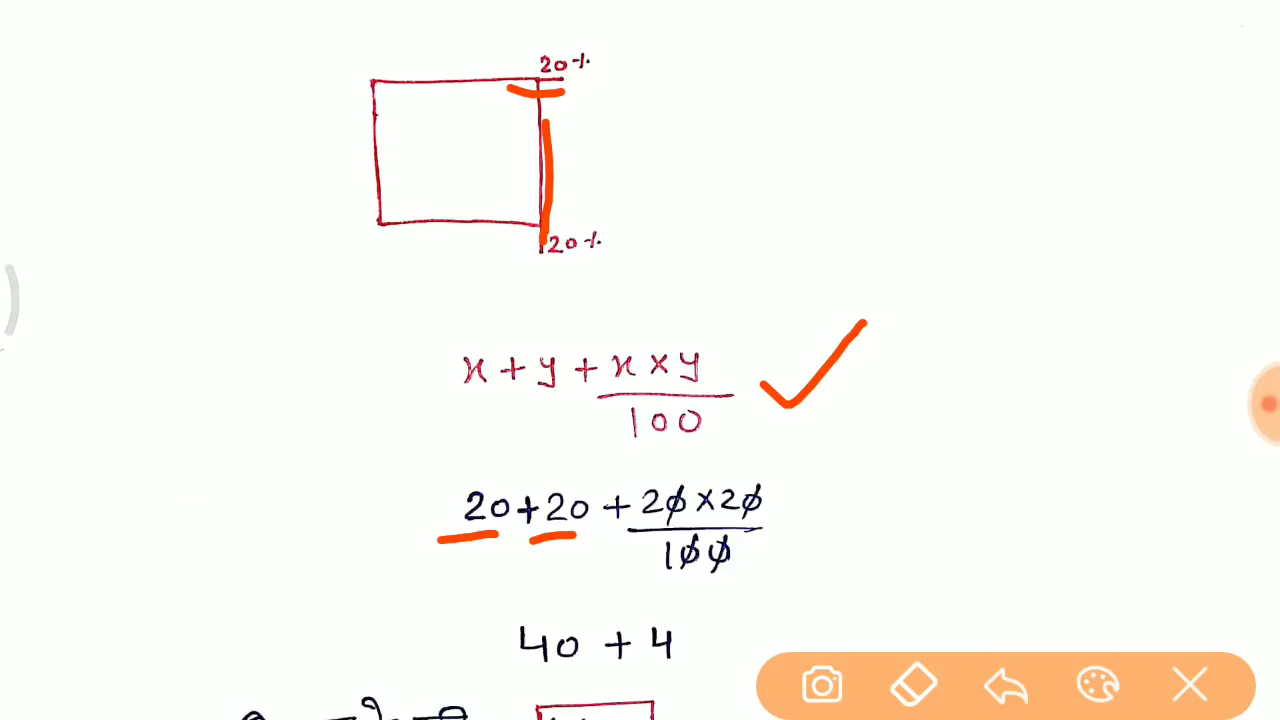 20%
20%
x + y + x × y
100
20 + 20 + 20 × 20
100
40 + 4